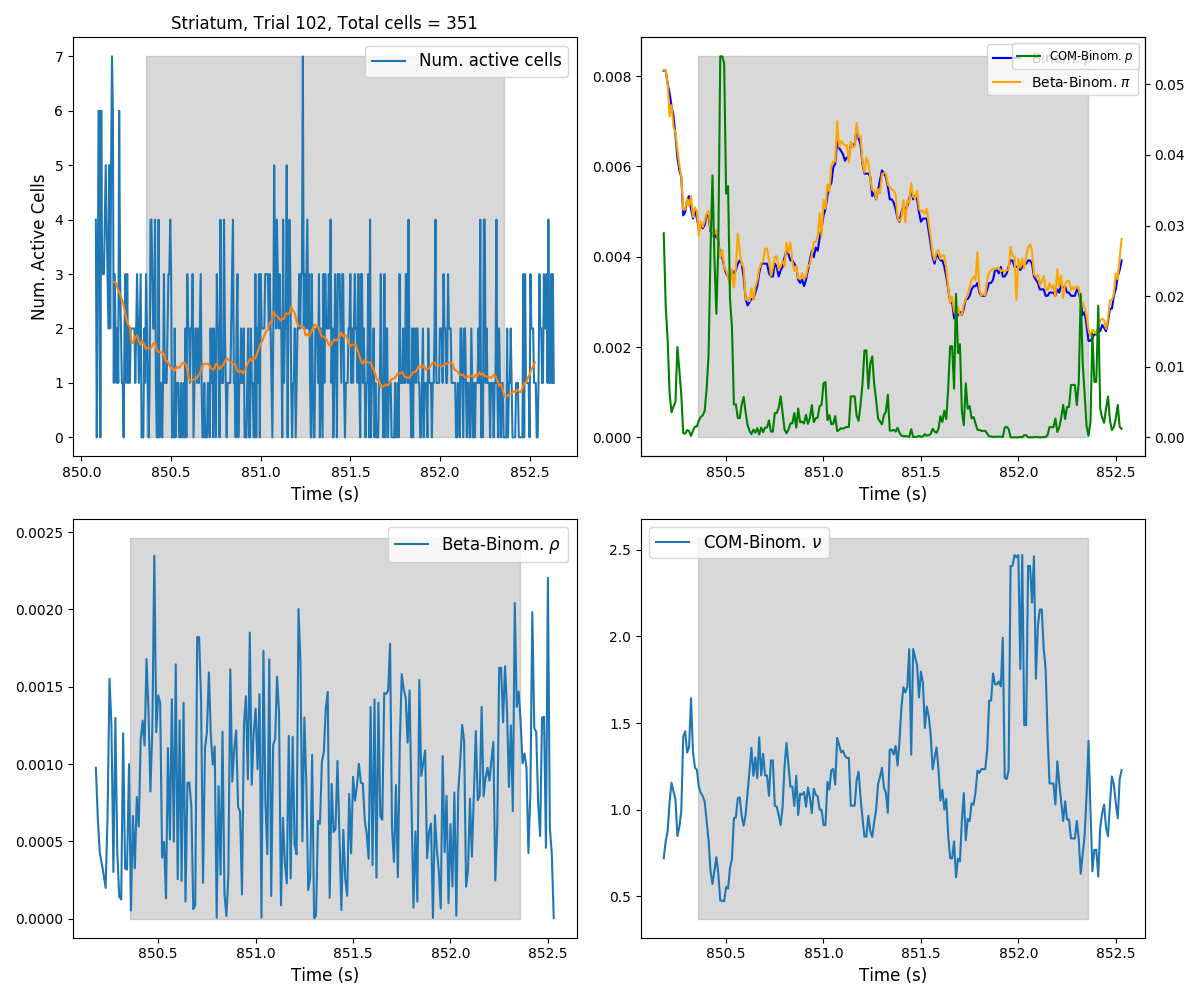 Striatum, Trial 102, Total cells = 351
Num. active cells
7
6
5
4
3
2
1
0
Num. Active Cells
850.0 850.5 851.0 851.5 852.0 852.5
Time (s)
COM-Binom. p
Beta-Binom. π
0.008
0.006
0.004
0.002
0.000
0.05
0.04
0.03
0.02
0.01
0.00
850.5 851.0 851.5 852.0 852.5
Time (s)
Beta-Binom. ρ
0.0025
0.0020
0.0015
0.0010
0.0005
0.0000
850.5 851.0 851.5 852.0 852.5
Time (s)
COM-Binom. ν
2.5
2.0
1.5
1.0
0.5
850.5 851.0 851.5 852.0 852.5
Time (s)